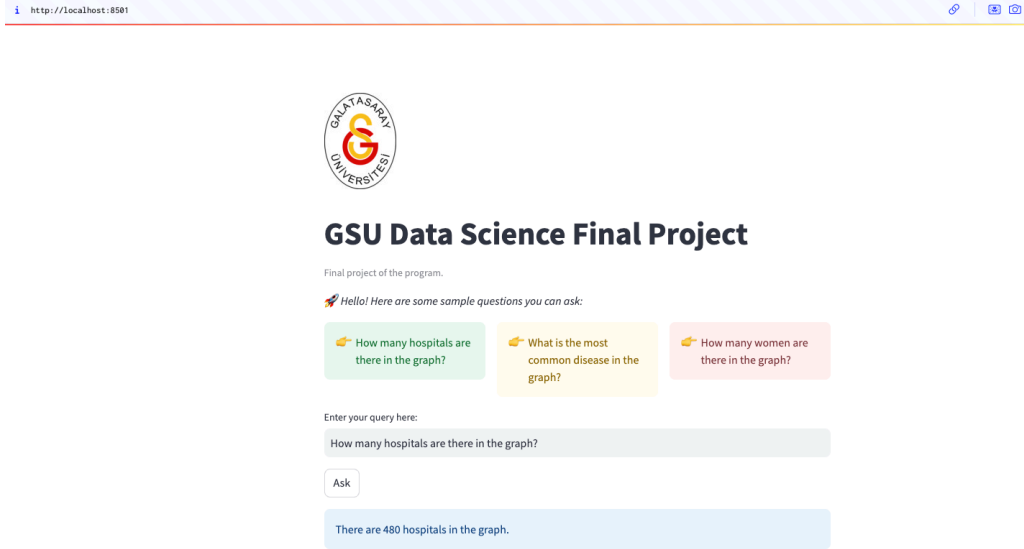 i http://localhost:8501
GALATASARAY
ÜNİVERSİTESİ
GSU Data Science Final Project
Final project of the program.
🚀 Hello! Here are some sample questions you can ask:
👉 How many hospitals are
there in the graph?
👉 What is the most
common disease in the
graph?
👉 How many women are
there in the graph?
Enter your query here:
How many hospitals are there in the graph?
Ask
There are 480 hospitals in the graph.